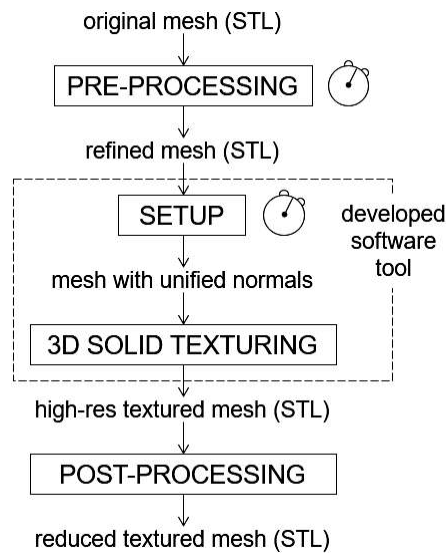 original mesh (STL)
PRE-PROCESSING
refined mesh (STL)
SETUP
developed
software
tool
mesh with unified normals
3D SOLID TEXTURING
high-res textured mesh (STL)
POST-PROCESSING
reduced textured mesh (STL)